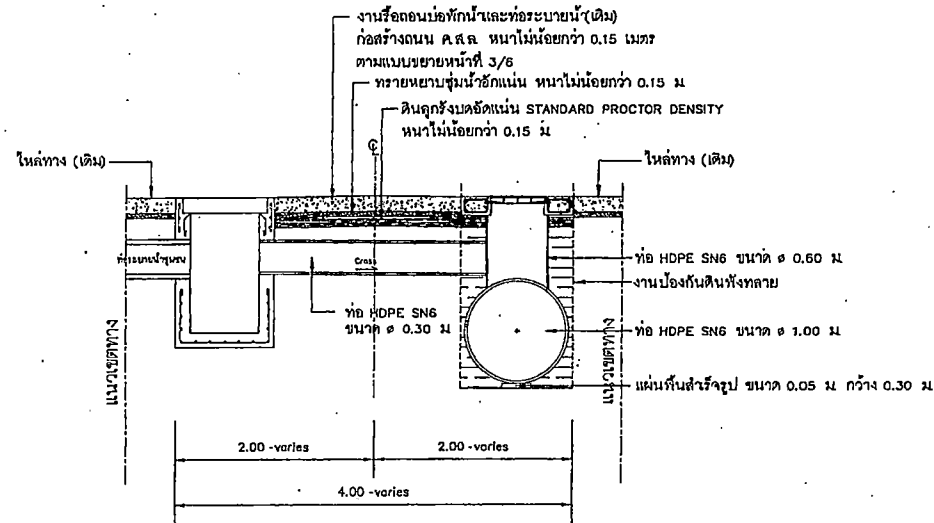 งานรื้อถอนบ่อพักน้ำและท่อระบายน้ำ(เดิม)
ก่อสร้างถนน ค.ส.ล. หนาไม่น้อยกว่า 0.15 เมตร
ตามแบบขยายหน้าที่ 3/6
ทรายหยาบชุ่มน้ำอัดแน่น หนาไม่น้อยกว่า 0.15 ม.
ดินลูกรังบดอัดแน่น STANDARD PROCTOR DENSITY
หนาไม่น้อยกว่า 0.15 ม.
ไหล่ทาง (เดิม)
ไหล่ทาง (เดิม)
ท่อระบายน้ำชุมชน
Cross
ท่อ HDPE SN6 ขนาด ø 0.60 ม.
งานป้องกันดินพังทลาย
ท่อ HDPE SN6
ขนาด ø 0.30 ม.
ท่อ HDPE SN6 ขนาด ø 1.00 ม.
แผ่นพื้นสำเร็จรูป ขนาด 0.05 ม. กว้าง 0.30 ม.
แนวเขตทาง
แนวเขตทาง
2.00 -varies
2.00 -varies
4.00 -varies